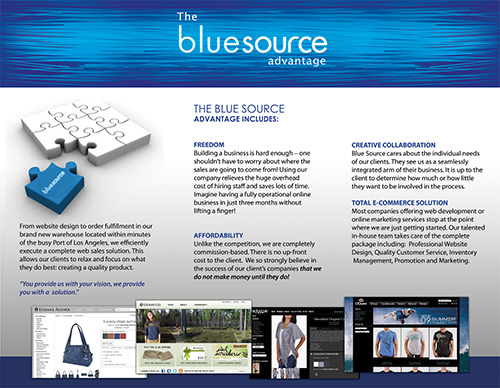 The
bluesource
advantage
bluesource
From website design to order fulfillment in our
brand new warehouse located within minutes
of the busy Port of Los Angeles, we efficiently
execute a complete web sales solution. This
allows our clients to relax and focus on what
they do best: creating a quality product.
"You provide us with your vision, we provide
you with a solution."
THE BLUE SOURCE
ADVANTAGE INCLUDES:
FREEDOM
Building a business is hard enough – one
shouldn't have to worry about where the
sales are going to come from! Using our
company relieves the huge overhead
cost of hiring staff and saves lots of time.
Imagine having a fully operational online
business in just three months without
lifting a finger!
AFFORDABILITY
Unlike the competition, we are completely
commission-based. There is no up-front
cost to the client. We so strongly believe in
the success of our client's companies that we
do not make money until they do!
CREATIVE COLLABORATION
Blue Source cares about the individual needs
of our clients. They see us as a seamlessly
integrated arm of their business. It is up to the
client to determine how much or how little
they want to be involved in the process.
TOTAL E-COMMERCE SOLUTION
Most companies offering web development or
online marketing services stop at the point
where we are just getting started. Our talented
in-house team takes care of the complete
package including: Professional Website
Design, Quality Customer Service, Inventory
Management, Promotion and Marketing.
ETIENNE AIGNER
09 SUMMER